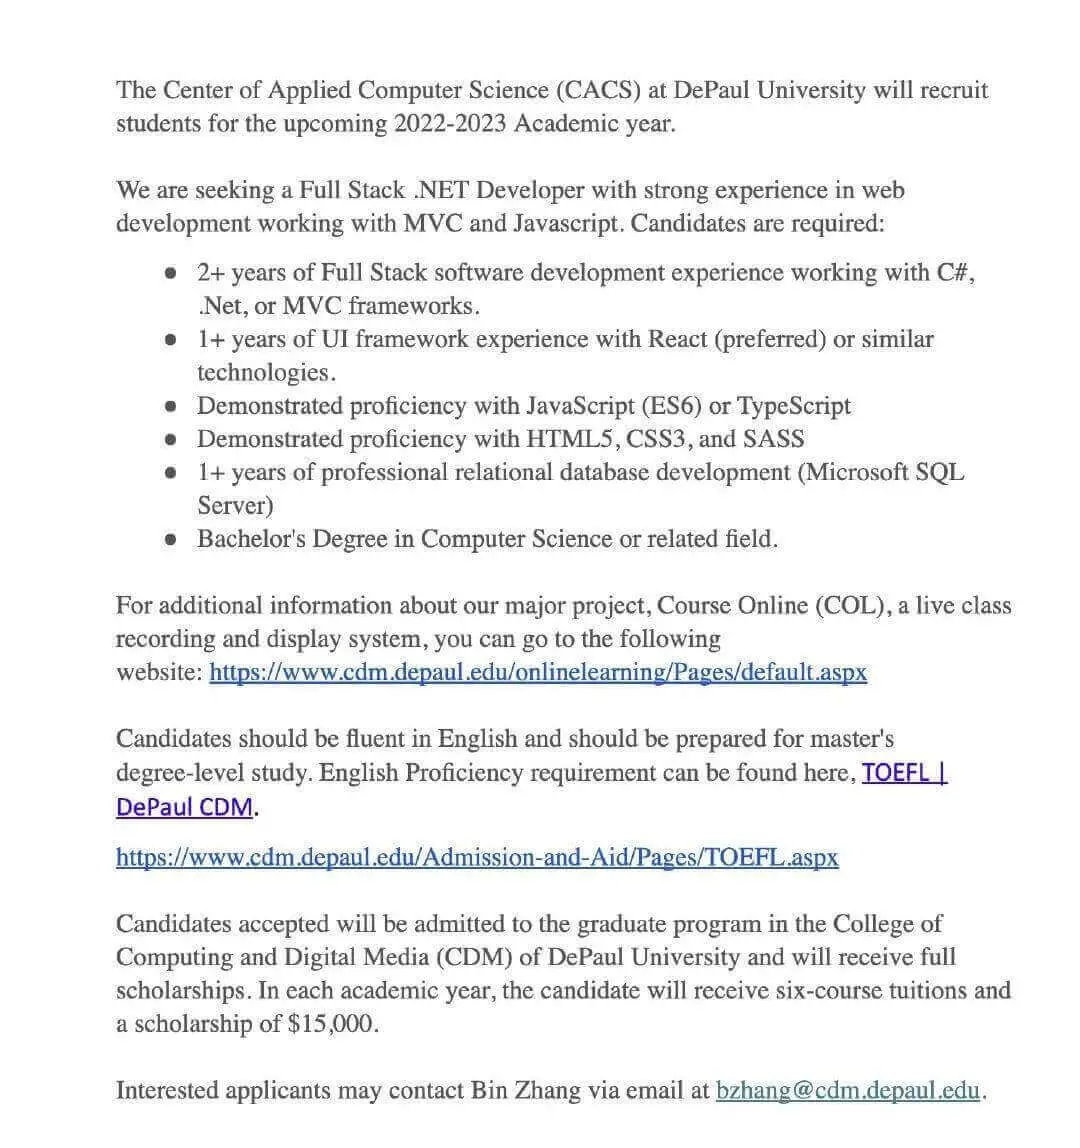 The Center of Applied Computer Science (CACS) at DePaul University will recruit
students for the upcoming 2022-2023 Academic year.
We are seeking a Full Stack .NET Developer with strong experience in web
development working with MVC and Javascript. Candidates are required:
● 2+ years of Full Stack software development experience working with C#,
.Net, or MVC frameworks.
● 1+ years of UI framework experience with React (preferred) or similar
technologies.
● Demonstrated proficiency with JavaScript (ES6) or TypeScript
● Demonstrated proficiency with HTML5, CSS3, and SASS
● 1+ years of professional relational database development (Microsoft SQL
Server)
● Bachelor's Degree in Computer Science or related field.
For additional information about our major project, Course Online (COL), a live class
recording and display system, you can go to the following
website: https://www.cdm.depaul.edu/onlinelearning/Pages/default.aspx
Candidates should be fluent in English and should be prepared for master's
degree-level study. English Proficiency requirement can be found here, TOEFL |
DePaul CDM.
https://www.cdm.depaul.edu/Admission-and-Aid/Pages/TOEFL.aspx
Candidates accepted will be admitted to the graduate program in the College of
Computing and Digital Media (CDM) of DePaul University and will receive full
scholarships. In each academic year, the candidate will receive six-course tuitions and
a scholarship of $15,000.
Interested applicants may contact Bin Zhang via email at bzhang@cdm.depaul.edu.